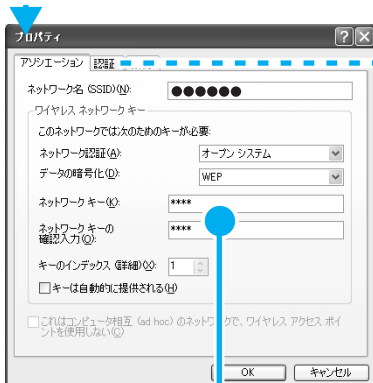 プロパティ
アソシエーション 認証
ネットワーク名 (SSID)(N): ●●●●●●
ワイヤレス ネットワーク キー
このネットワークでは次のためのキーが必要:
ネットワーク認証(A): オープン システム
データの暗号化(D): WEP
ネットワーク キー(K): ****
ネットワーク キーの
確認入力(O): ****
キーのインデックス (詳細)(X): 1
キーは自動的に提供される(H)
これはコンピュータ相互 (ad hoc) のネットワークで、ワイヤレス アクセス ポイ
ントを使用しない(C)
OK キャンセル